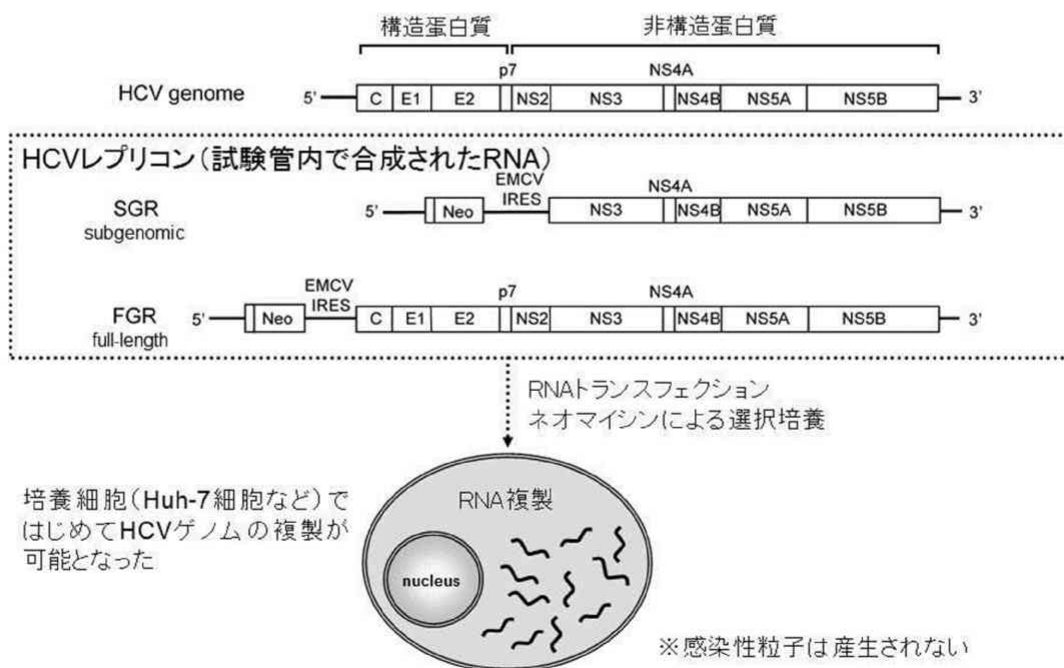 構造蛋白質 非構造蛋白質
p7 NS4A
HCV genome 5’ C E1 E2 NS2 NS3 NS4B NS5A NS5B 3’
HCVレプリコン(試験管内で合成されたRNA)
EMCV NS4A
IRES
SGR 5’ Neo NS3 NS4B NS5A NS5B 3’
subgenomic
EMCV p7 NS4A
IRES
FGR 5’ Neo C E1 E2 NS2 NS3 NS4B NS5A NS5B 3’
full-length
RNAトランスフェクション
ネオマイシンによる選択培養
培養細胞(Huh-7細胞など)で
はじめてHCVゲノムの複製が
可能となった
RNA複製
nucleus
※感染性粒子は産生されない